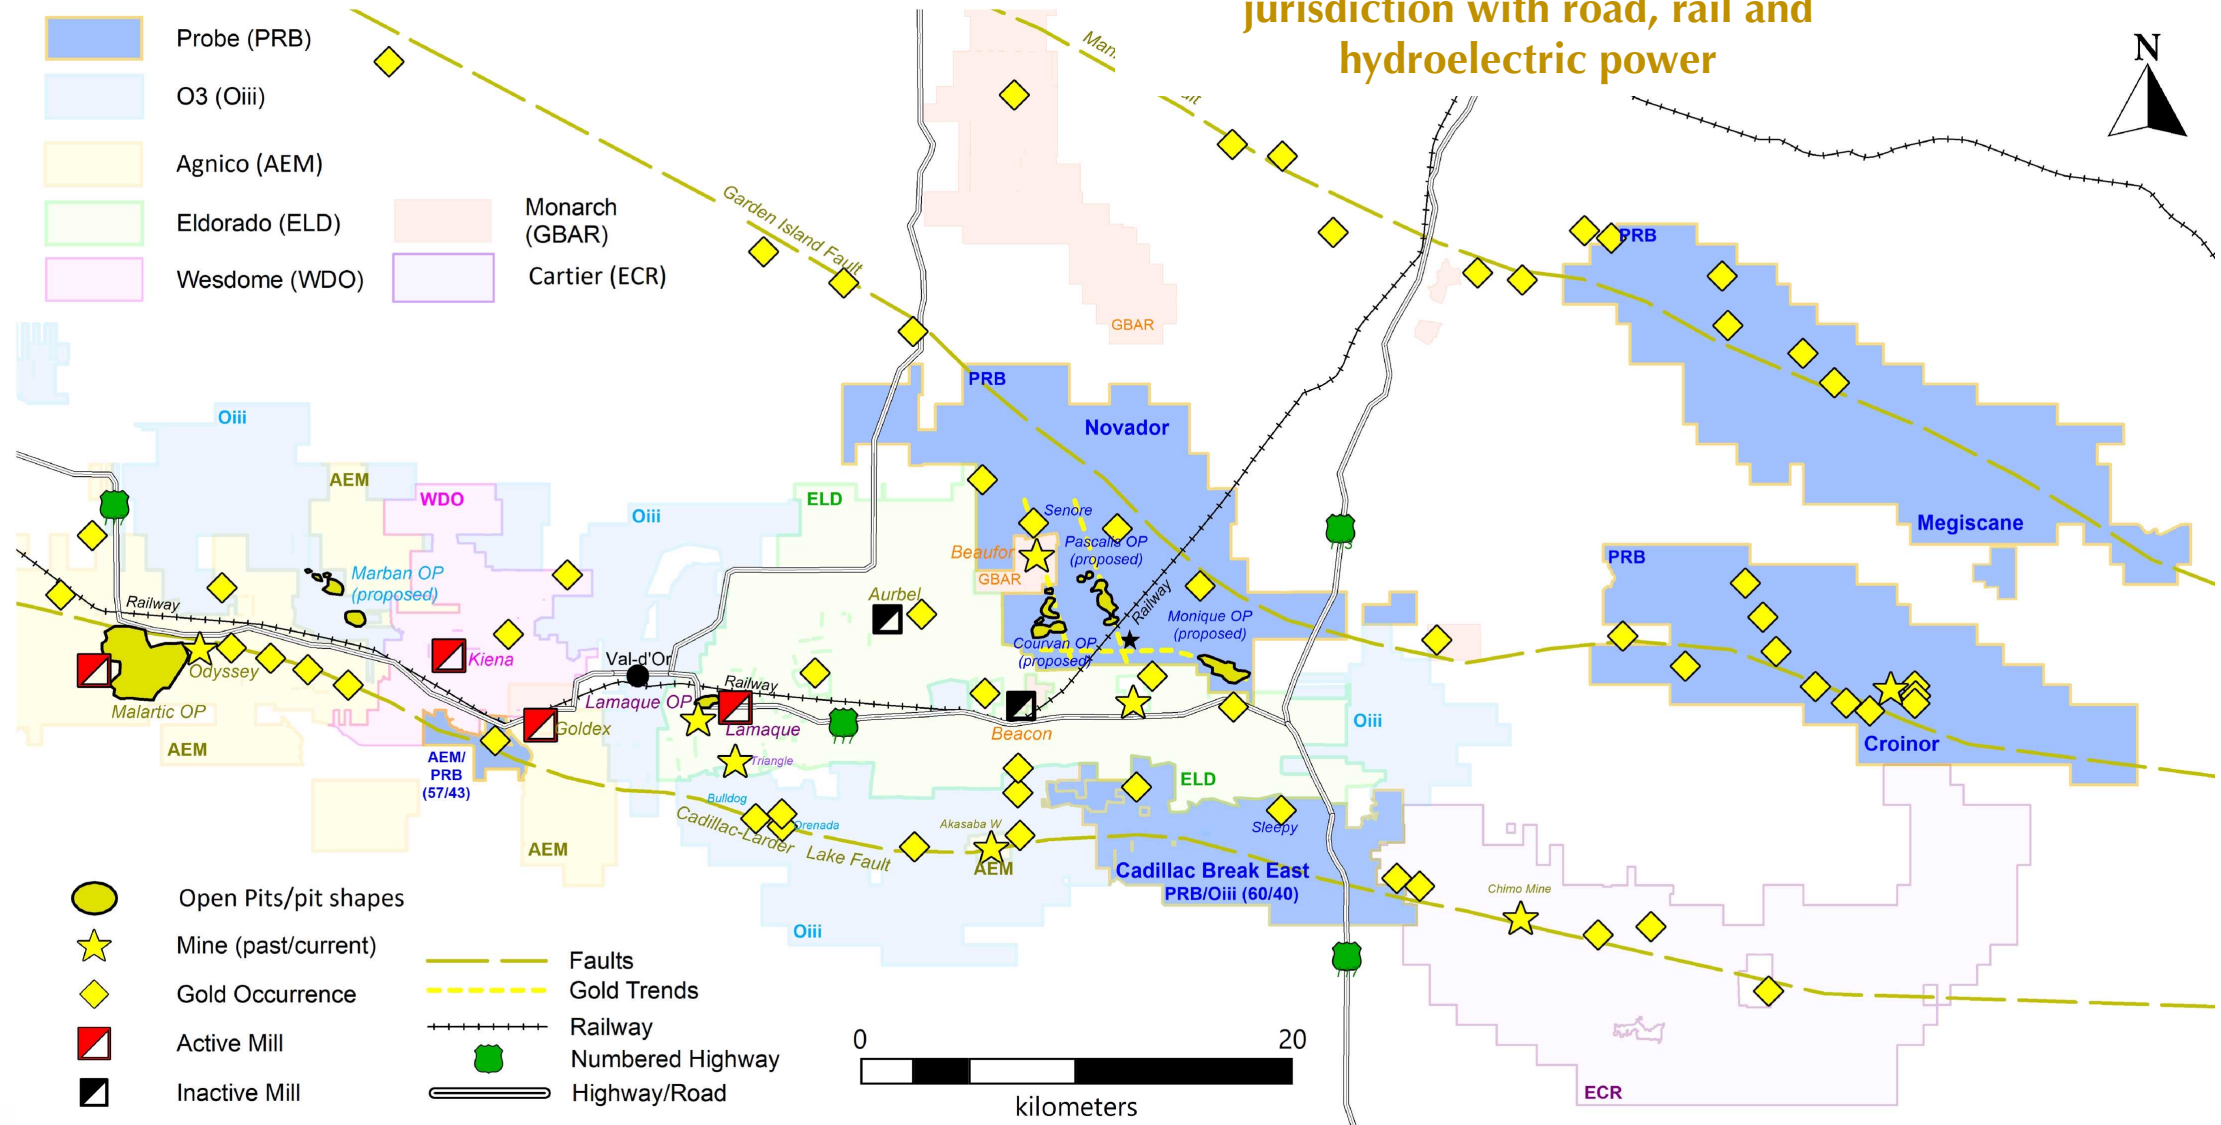 jurisdiction with road, rail and
hydroelectric power
N
Probe (PRB)
O3 (Oiii)
Agnico (AEM)
Eldorado (ELD)
Wesdome (WDO)
Monarch
(GBAR)
Cartier (ECR)
Man
Garden Island Fault
GBAR
PRB
PRB
Novador
Oiii
AEM
WDO
Oiii
ELD
Senore
Beaufor
Pascalis OP
(proposed)
GBAR
Megiscane
PRB
Marban OP
(proposed)
Railway
Aurbel
Railway
Monique OP
(proposed)
Courvan OP
(proposed)
Kiena
Val-d'Or
Odyssey
Railway
Malartic OP
Lamaque OP
Goldex
Lamaque
Beacon
Oiii
Croinor
AEM
AEM/
PRB
(57/43)
Triangle
ELD
Bulldog
Orenada
Cadillac-Larder Lake Fault
Akasaba W
Sleepy
AEM
AEM
Cadillac Break East
PRB/Oiii (60/40)
Chimo Mine
Oiii
ECR
Open Pits/pit shapes
Mine (past/current)
Gold Occurrence
Active Mill
Inactive Mill
Faults
Gold Trends
Railway
Numbered Highway
Highway/Road
0 20
kilometers